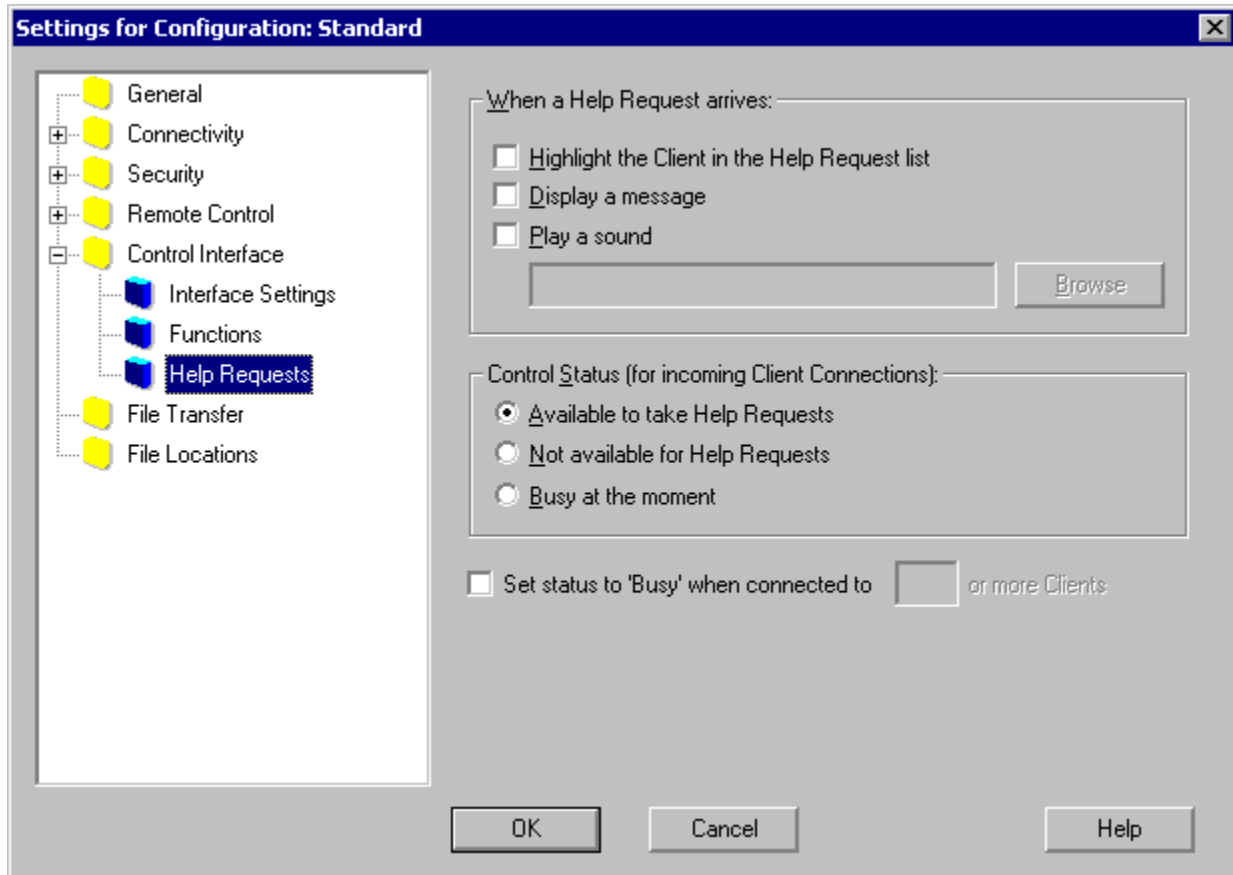 Settings for Configuration: Standard
General
Connectivity
Security
Remote Control
Control Interface
Interface Settings
Functions
Help Requests
File Transfer
File Locations
When a Help Request arrives:
Highlight the Client in the Help Request list
Display a message
Play a sound
Browse
Control Status (for incoming Client Connections):
Available to take Help Requests
Not available for Help Requests
Busy at the moment
Set status to 'Busy' when connected to or more Clients
OK Cancel Help